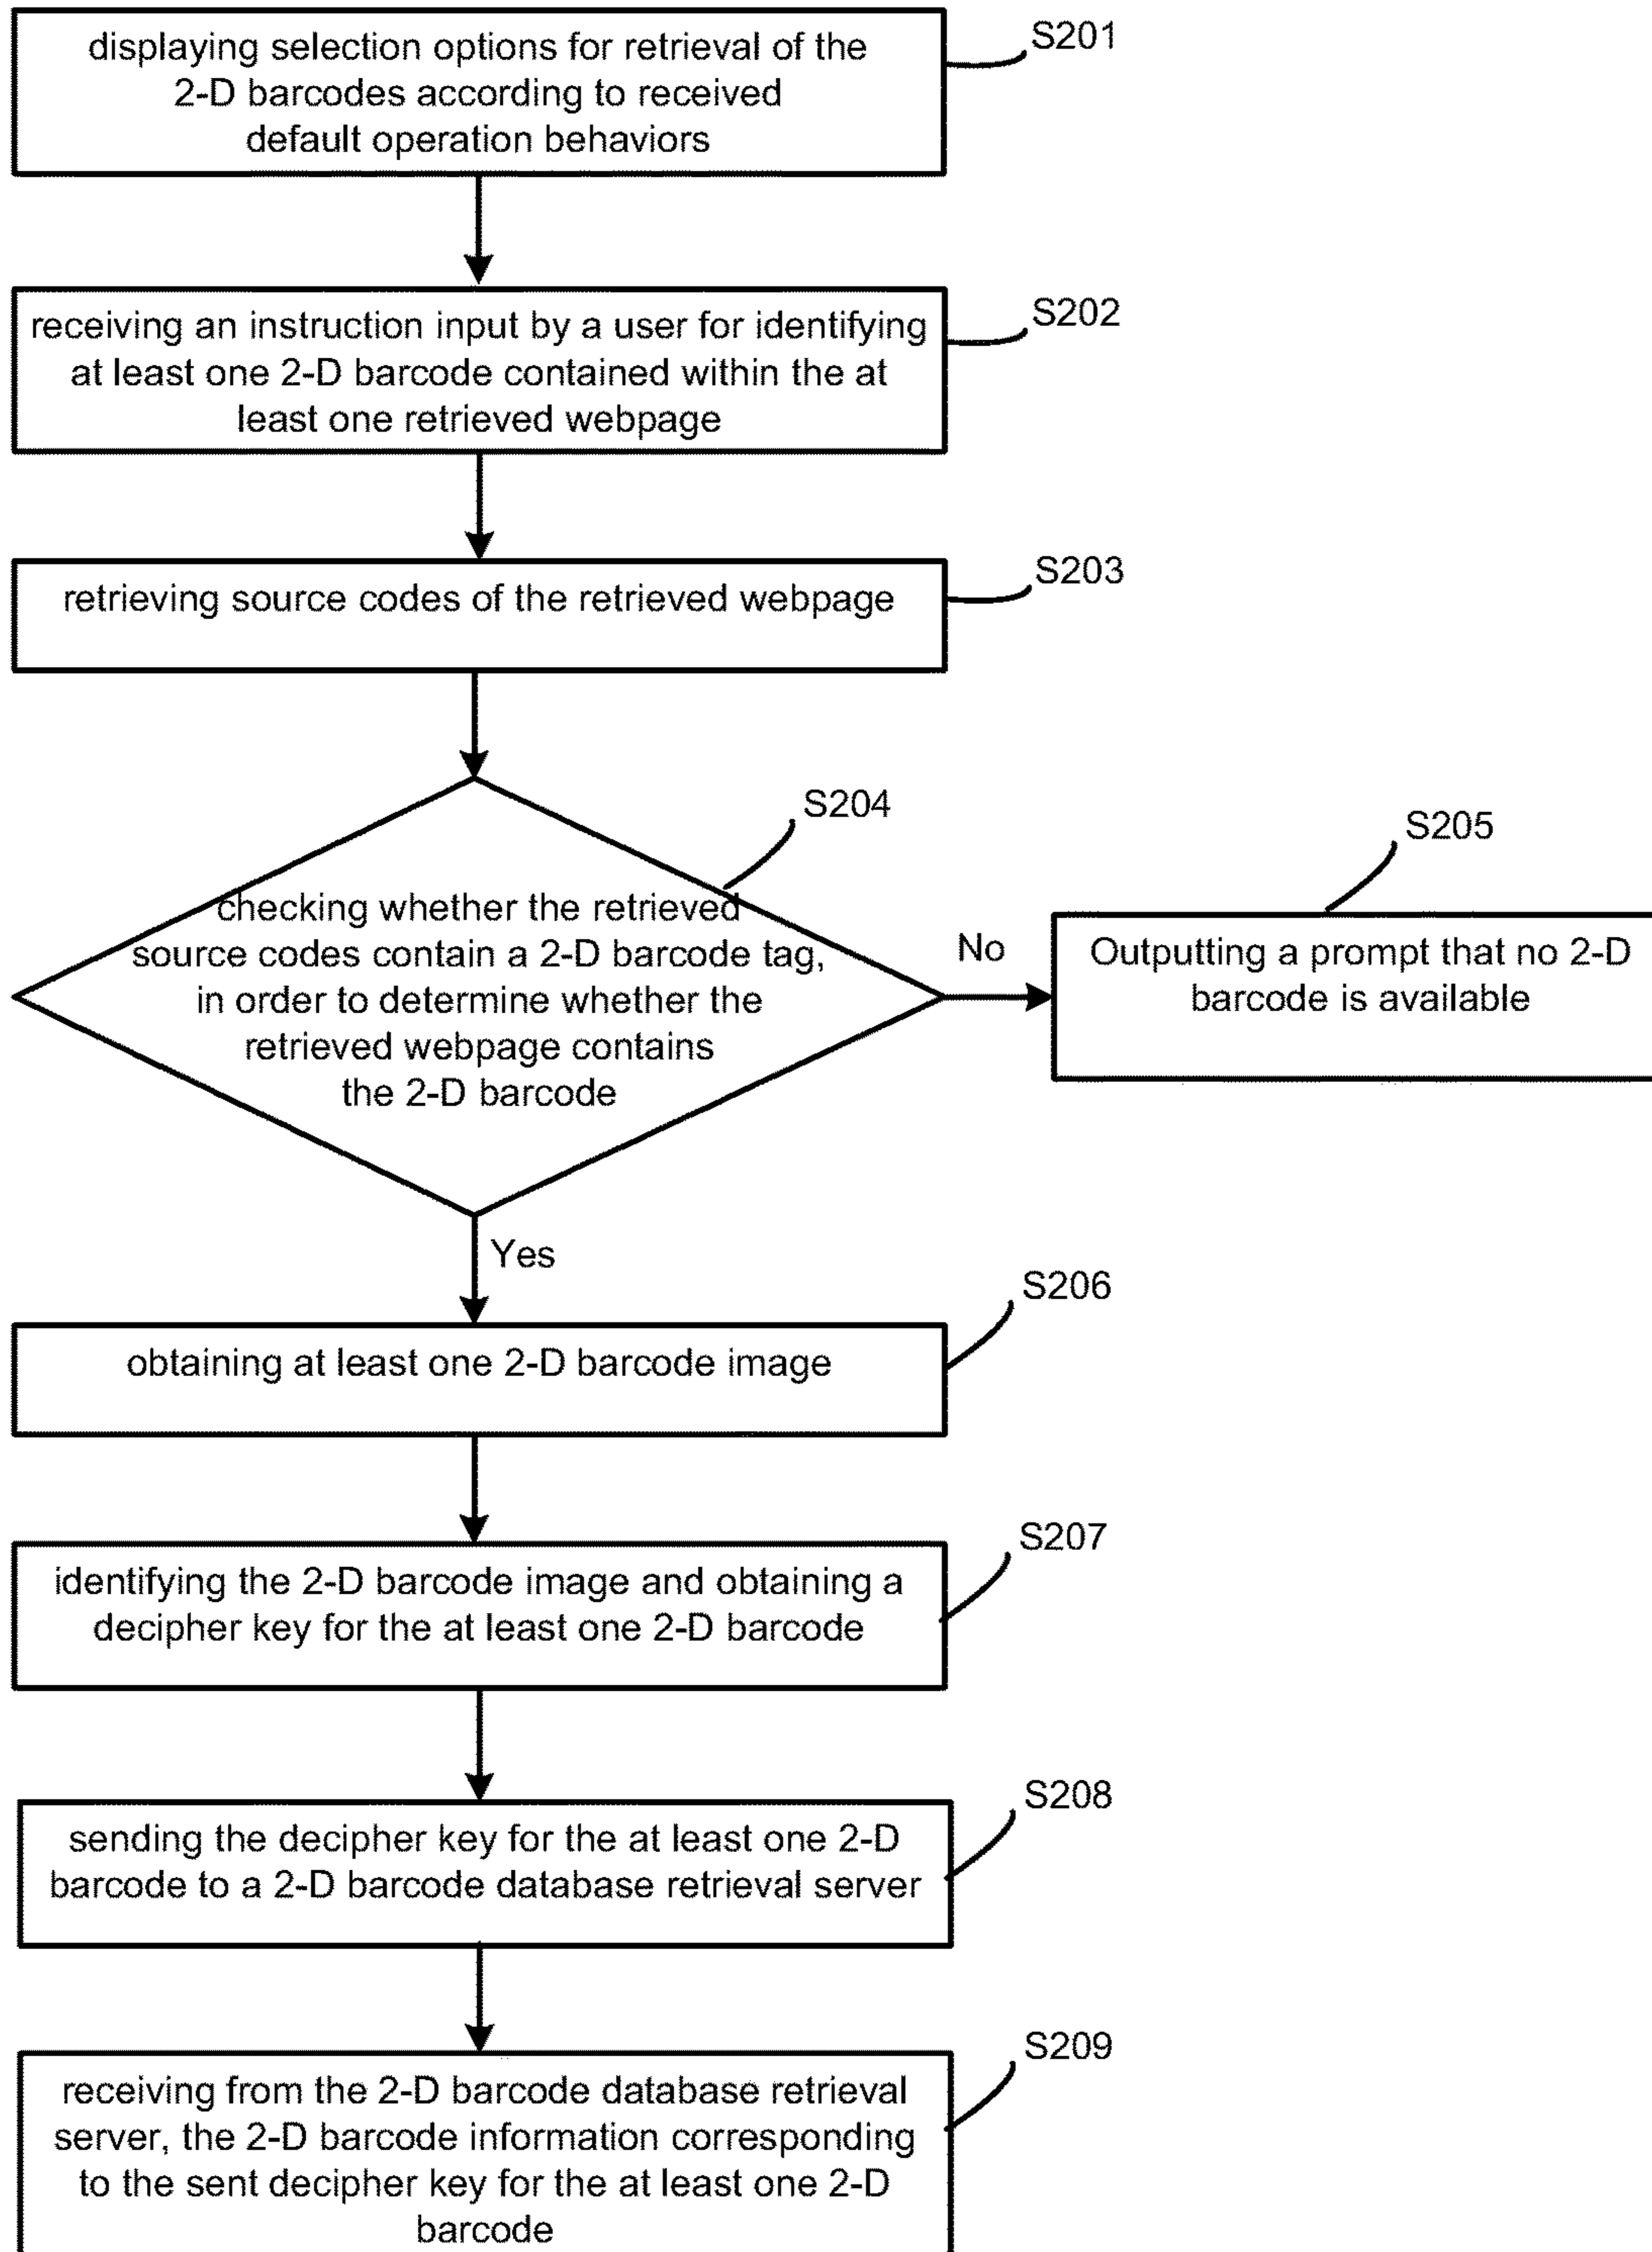 displaying selection options for retrieval of the
2-D barcodes according to received
default operation behaviors
S201
receiving an instruction input by a user for identifying
at least one 2-D barcode contained within the at
least one retrieved webpage
S202
retrieving source codes of the retrieved webpage
S203
checking whether the retrieved
source codes contain a 2-D barcode tag,
in order to determine whether the
retrieved webpage contains
the 2-D barcode
S204
No
Outputting a prompt that no 2-D
barcode is available
S205
Yes
obtaining at least one 2-D barcode image
S206
identifying the 2-D barcode image and obtaining a
decipher key for the at least one 2-D barcode
S207
sending the decipher key for the at least one 2-D
barcode to a 2-D barcode database retrieval server
S208
receiving from the 2-D barcode database retrieval
server, the 2-D barcode information corresponding
to the sent decipher key for the at least one 2-D
barcode
S209